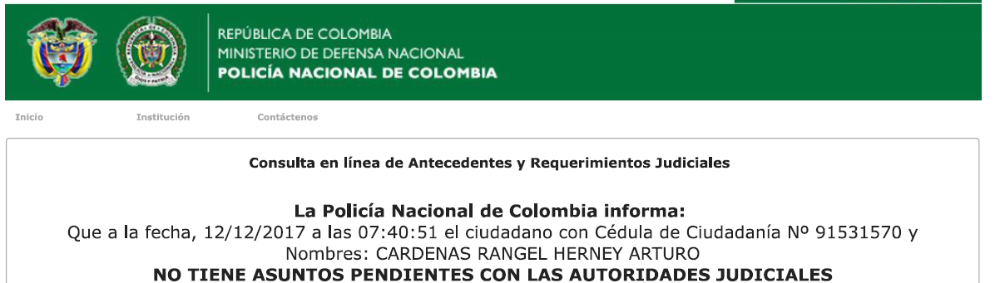 REPÚBLICA DE COLOMBIA
MINISTERIO DE DEFENSA NACIONAL
POLICÍA NACIONAL DE COLOMBIA
Inicio Institución Contáctenos
Consulta en línea de Antecedentes y Requerimientos Judiciales
La Policía Nacional de Colombia informa:
Que a la fecha, 12/12/2017 a las 07:40:51 el ciudadano con Cédula de Ciudadanía Nº 91531570 y
Nombres: CARDENAS RANGEL HERNEY ARTURO
NO TIENE ASUNTOS PENDIENTES CON LAS AUTORIDADES JUDICIALES